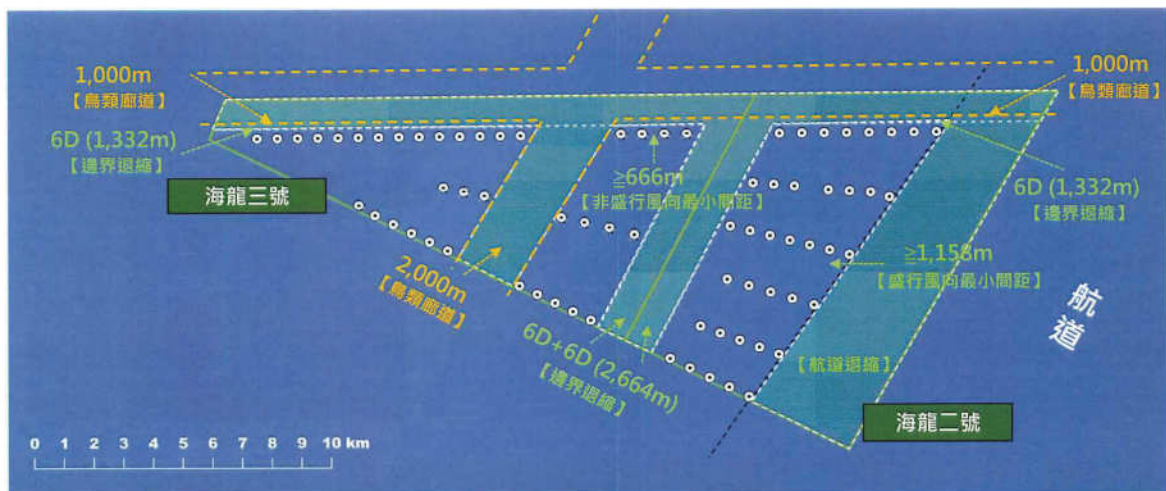 1,000m
【鳥類廊道】
1,000m
【鳥類廊道】
6D (1,332m)
【邊界退縮】
海龍三號
≧666m
【非盛行風向最小間距】
6D (1,332m)
【邊界退縮】
≧1,158m
【盛行風向最小間距】
2,000m
【鳥類廊道】
航道
6D+6D (2,664m)
【邊界退縮】
【航道退縮】
海龍二號
0 1 2 3 4 5 6 7 8 9 10 km